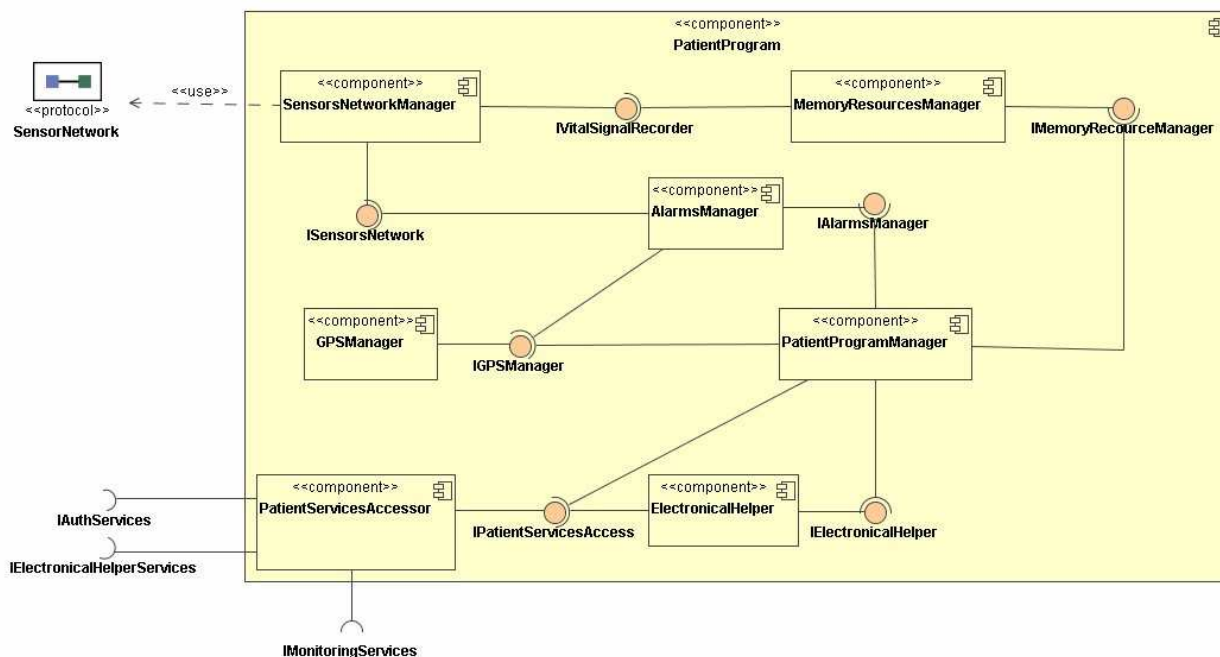 <<component>>
PatientProgram
<<component>>
SensorsNetworkManager
<<component>>
MemoryResourcesManager
<<use>>
<<protocol>>
SensorNetwork
IVitalSignalRecorder
IMemoryRecourceManager
<<component>>
AlarmsManager
ISensorsNetwork
IAlarmsManager
<<component>>
GPSManager
<<component>>
PatientProgramManager
IGPSManager
<<component>>
PatientServicesAccessor
<<component>>
ElectronicalHelper
IAuthServices
IPatientServicesAccess
IElectronicalHelper
IElectronicalHelperServices
IMonitoringServices